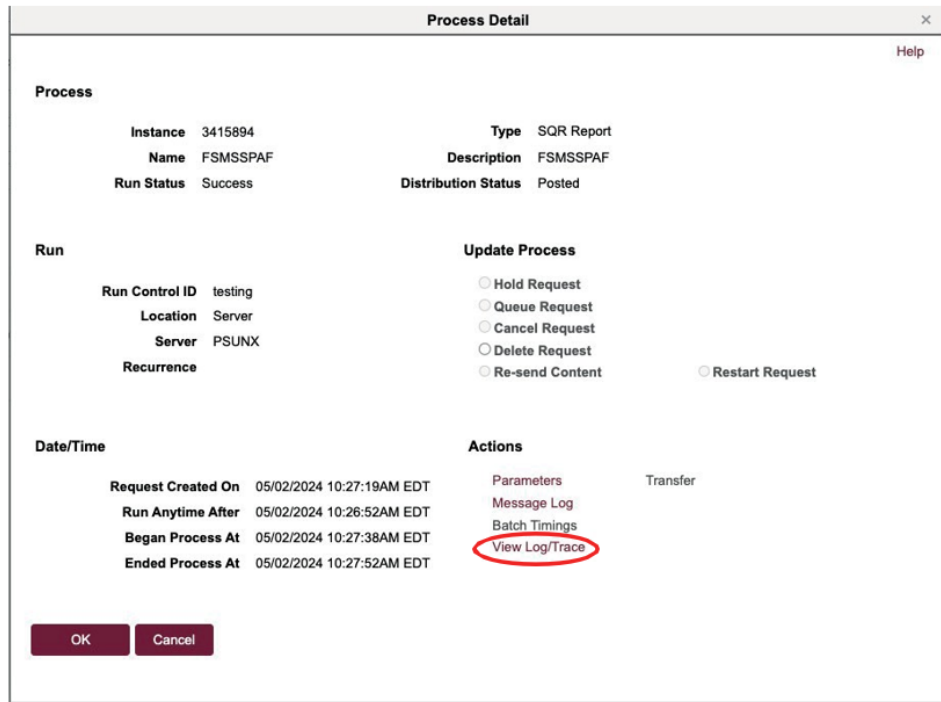 Process Detail ×
Help
Process
Instance 3415894 Type SQR Report
Name FSMSSPAF Description FSMSSPAF
Run Status Success Distribution Status Posted
Run Update Process
Hold Request
Run Control ID testing Queue Request
Location Server Cancel Request
Server PSUNX Delete Request
Recurrence Re-send Content Restart Request
Date/Time Actions
Request Created On 05/02/2024 10:27:19AM EDT Parameters Transfer
Run Anytime After 05/02/2024 10:26:52AM EDT Message Log
Began Process At 05/02/2024 10:27:38AM EDT Batch Timings
Ended Process At 05/02/2024 10:27:52AM EDT View Log/Trace
OK Cancel